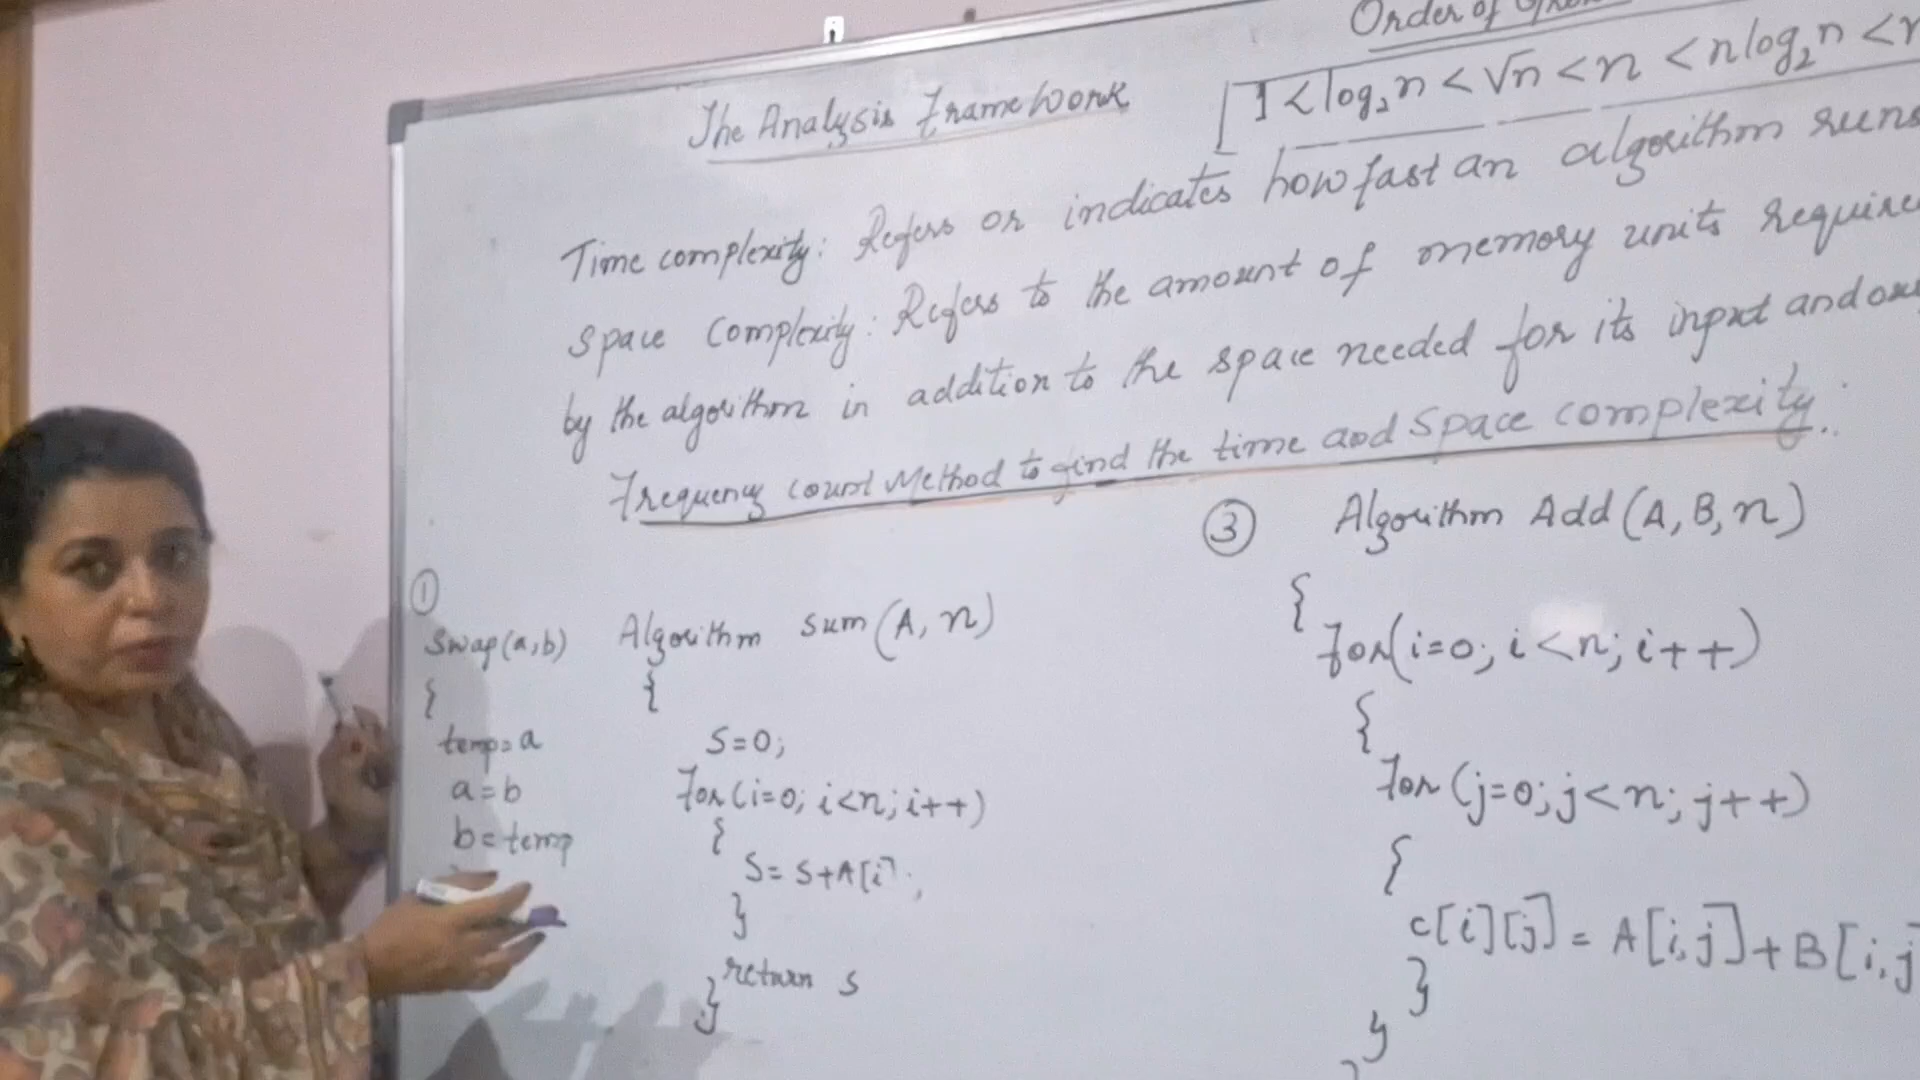 Order of
The Analysis Framework
1 < log₂n < √n < n < nlog₂n <
Time complexity: Refers or indicates how fast an algorithm runs
Space Complexity: Refers to the amount of memory units require
by the algorithm in addition to the space needed for its input and ou
Frequency count Method to find the time and Space complexity.
①
Swap(a,b)
{
temp=a
a=b
b=temp
Algorithm sum(A, n)
{
S=0;
For(i=0; i<n; i++)
{
S= S+A[i];
}
return s
}
③ Algorithm Add(A, B, n)
{
for(i=0; i<n; i++)
{
For (j=0; j<n; j++)
{
c[i][j] = A[i,j]+B[i,j
}
}
}